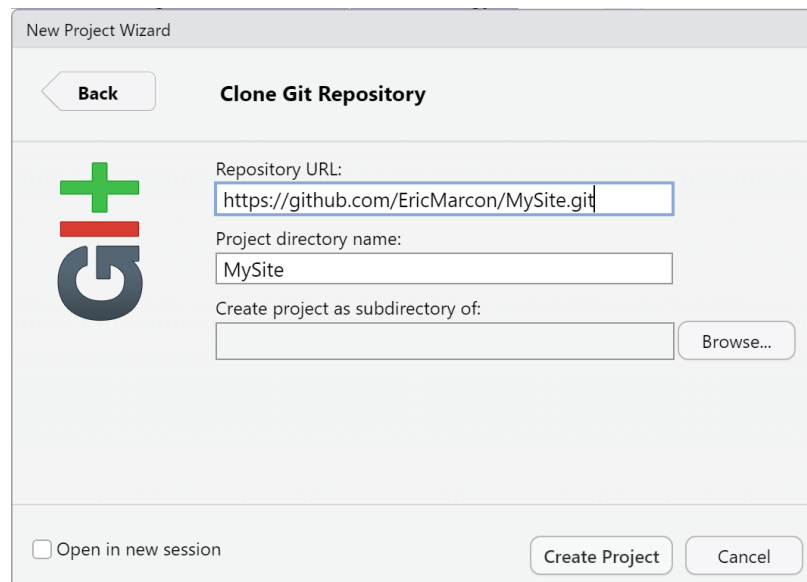 New Project Wizard
Back
Clone Git Repository
GIt
Repository URL:
https://github.com/EricMarcon/MySite.git
Project directory name:
MySite
Create project as subdirectory of:
Browse...
Open in new session
Create Project
Cancel